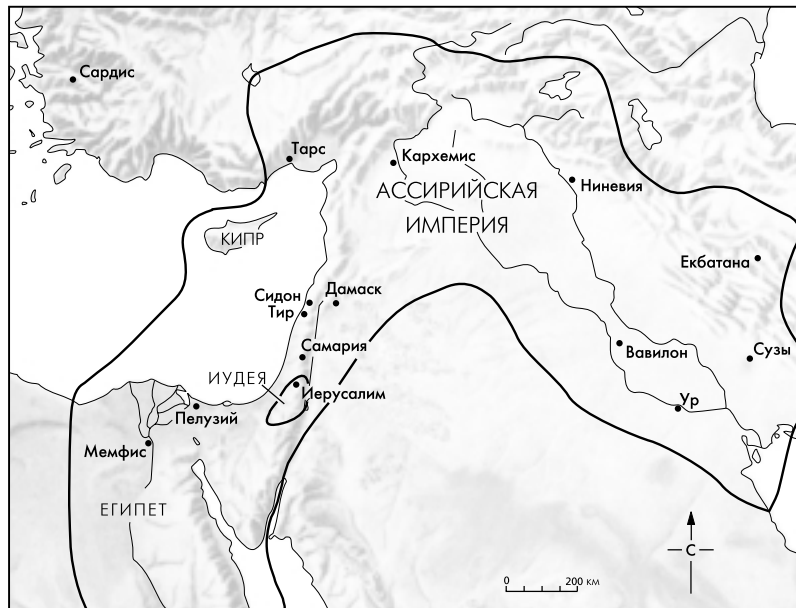 Сардис
Тарс
Кархемис
Ниневия
АССИРИЙСКАЯ
ИМПЕРИЯ
КИПР
Екбатана
Сидон
Дамаск
Тир
Самария
Вавилон
Сузы
ИУДЕЯ
Иерусалим
Ур
Пелузий
Мемфис
ЕГИПЕТ
С
0 200 КМ